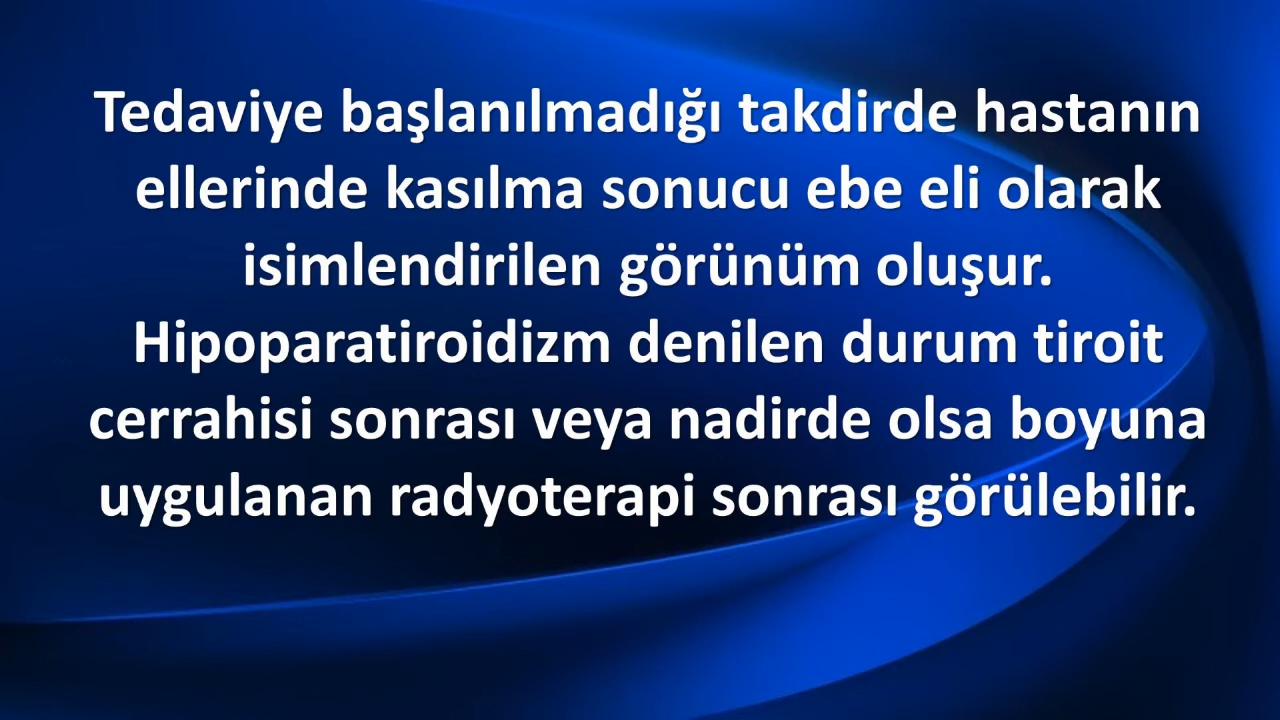 Tedaviye başlanılmadığı takdirde hastanın
ellerinde kasılma sonucu ebe eli olarak
isimlendirilen görünüm oluşur.
Hipoparatiroidizm denilen durum tiroit
cerrahisi sonrası veya nadirde olsa boyuna
uygulanan radyoterapi sonrası görülebilir.